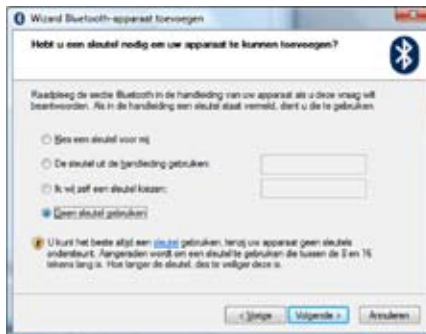 Wizard Bluetooth-apparaat toevoegen
Hebt u een sleutel nodig om uw apparaat te kunnen toevoegen?
Raadpleeg de sectie Bluetooth in de handleiding van uw apparaat als u deze vraag wilt
beantwoorden. Als in de handleiding een sleutel staat vermeld, dient u die te gebruiken.
Kies een sleutel voor mij
De sleutel uit de handleiding gebruiken:
Ik wil zelf een sleutel kiezen:
Geen sleutel gebruiken
U kunt het beste altijd een sleutel gebruiken, tenzij uw apparaat geen sleutels
ondersteunt. Aangeraden wordt om een sleutel te gebruiken die tussen de 8 en 16
tekens lang is. Hoe langer de sleutel, des te veiliger deze is.
< Vorige
Volgende >
Annuleren